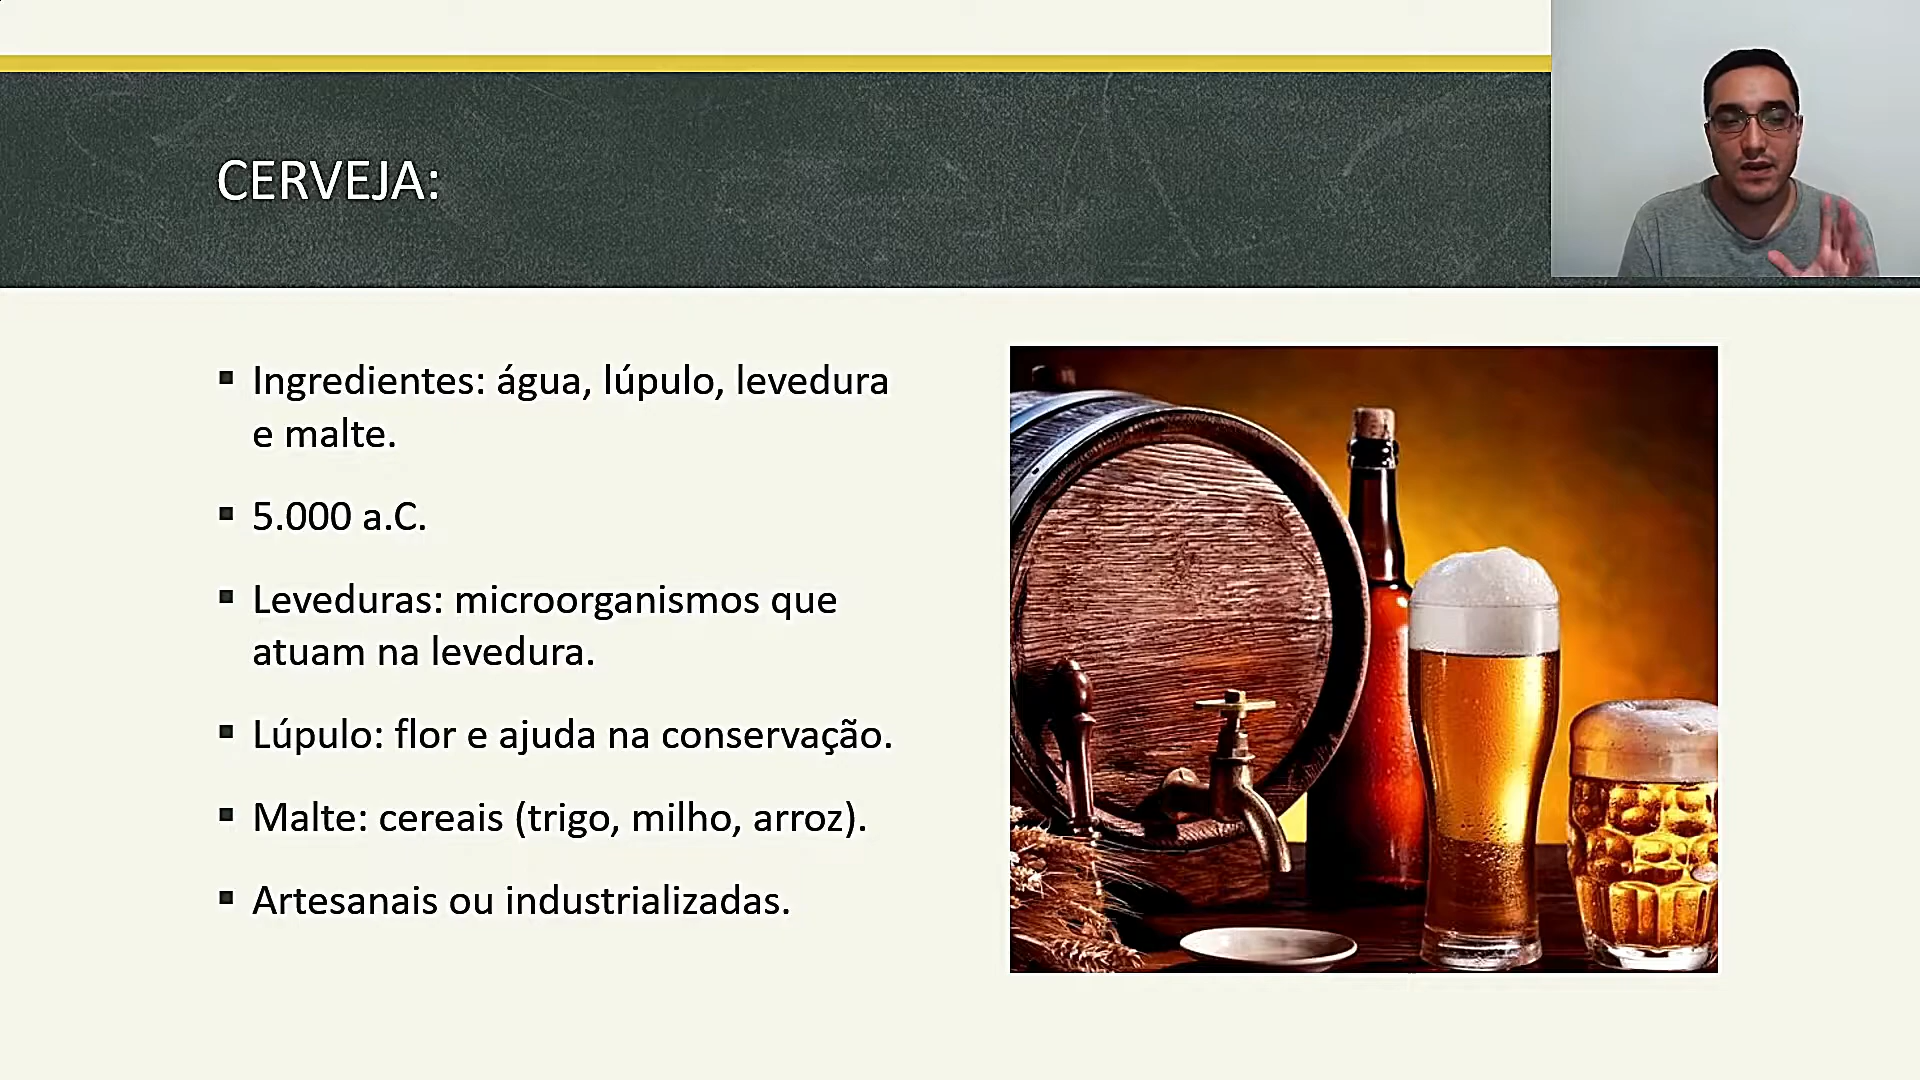 CERVEJA:
Ingredientes: água, lúpulo, levedura
e malte.
5.000 a.C.
Leveduras: microorganismos que
atuam na levedura.
Lúpulo: flor e ajuda na conservação.
Malte: cereais (trigo, milho, arroz).
Artesanais ou industrializadas.